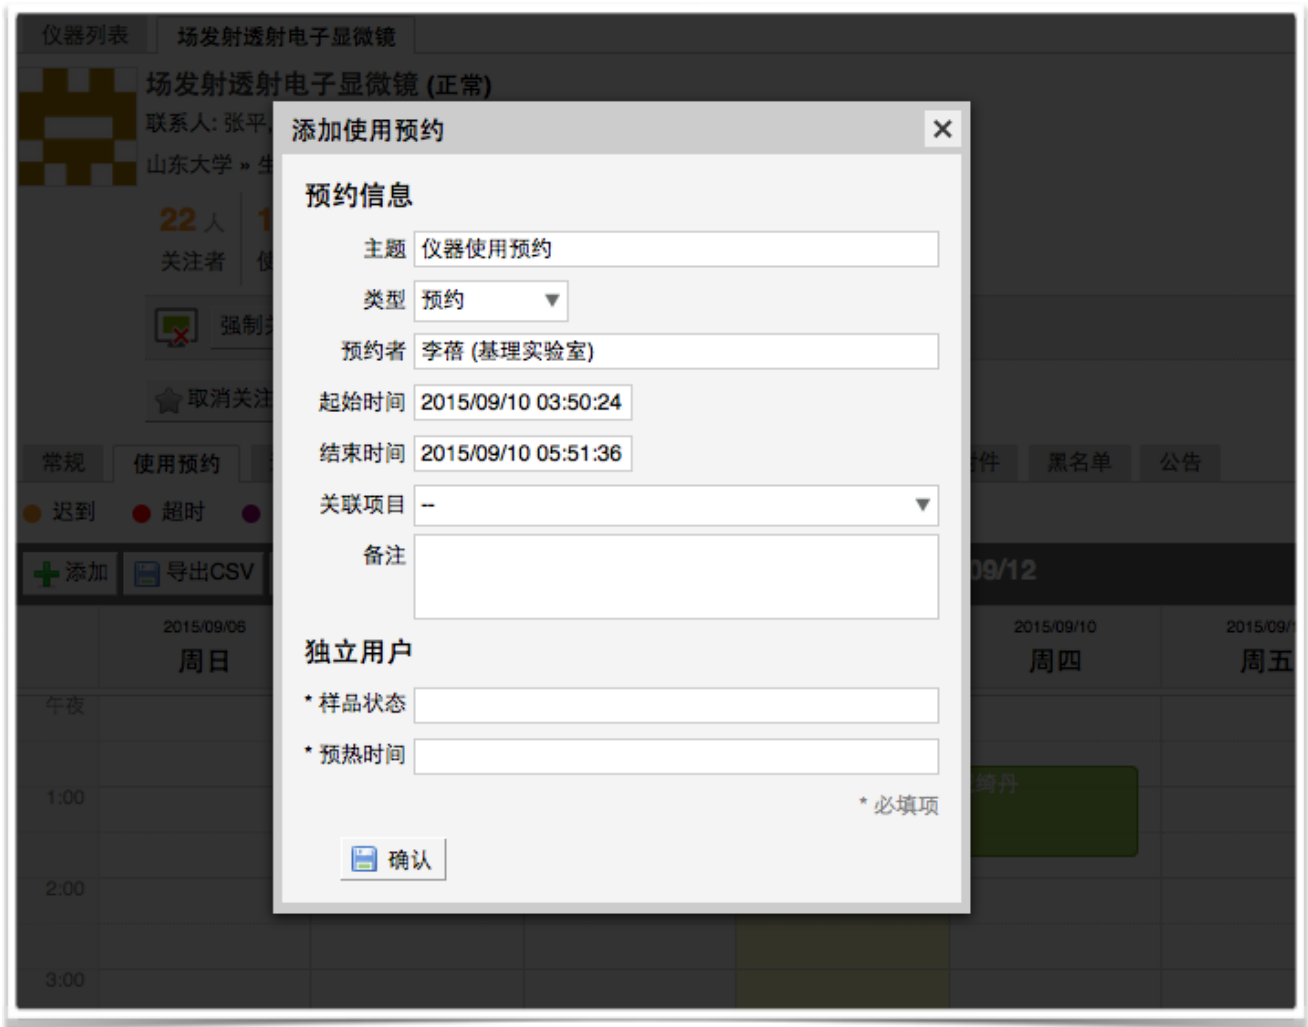 仪器列表 场发射透射电子显微镜
场发射透射电子显微镜 (正常)
联系人: 张平,
山东大学 »
22 人
关注者
强制
取消关注
添加使用预约
预约信息
主题 仪器使用预约
类型 预约
预约者 李蓓 (基理实验室)
起始时间 2015/09/10 03:50:24
结束时间 2015/09/10 05:51:36
关联项目 --
备注
独立用户
* 样品状态
* 预热时间
* 必填项
确认
常规 使用预约 件 黑名单 公告
迟到 超时
添加 导出CSV 09/12
2015/09/06 2015/09/10 2015/09/
周日 周四 周五
午夜
1:00 绮丹
2:00
3:00